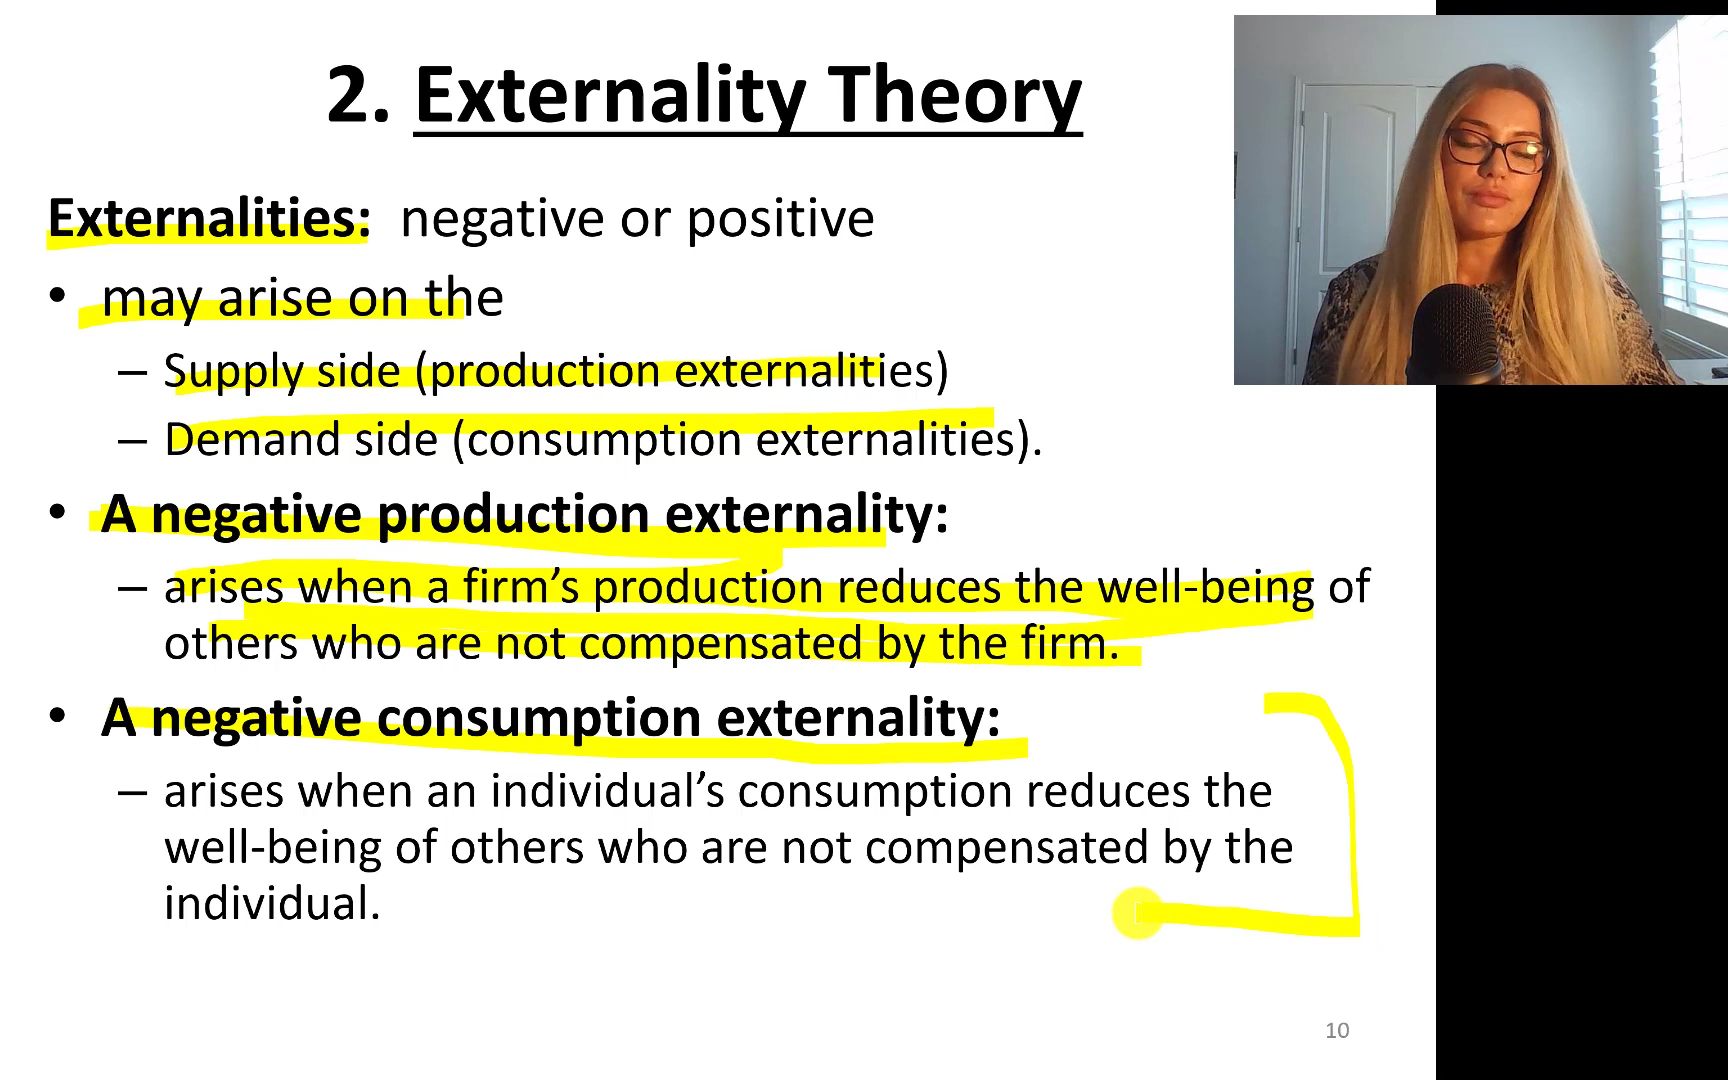 2. Externality Theory
Externalities: negative or positive
• may arise on the
– Supply side (production externalities)
– Demand side (consumption externalities).
• A negative production externality:
– arises when a firm’s production reduces the well-being of
others who are not compensated by the firm.
• A negative consumption externality:
– arises when an individual’s consumption reduces the
well-being of others who are not compensated by the
individual.
10